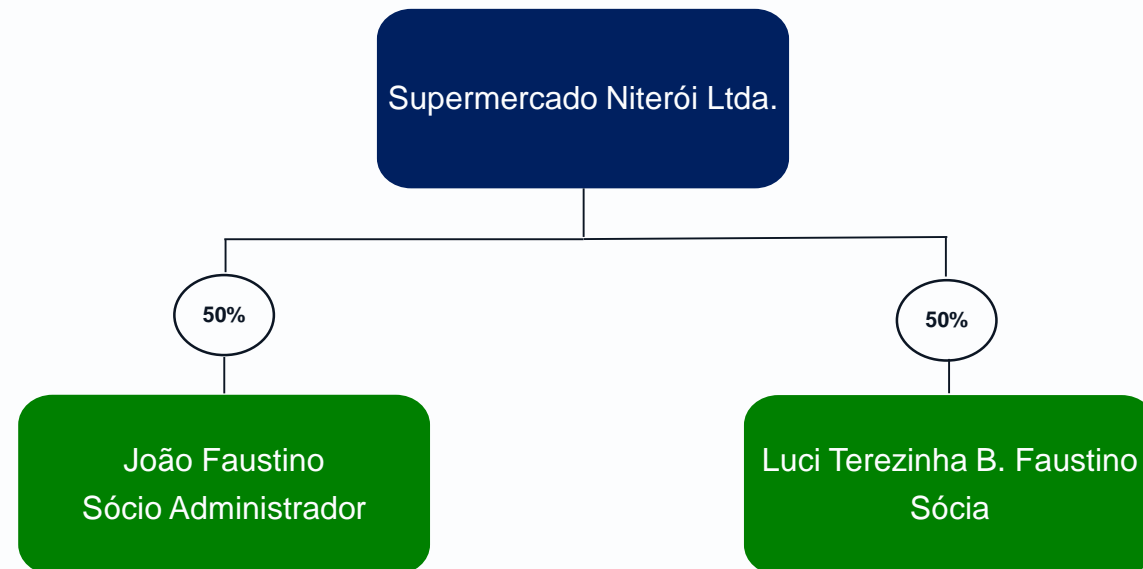 Supermercado Niterói Ltda.
50%
50%
João Faustino
Sócio Administrador
Luci Terezinha B. Faustino
Sócia